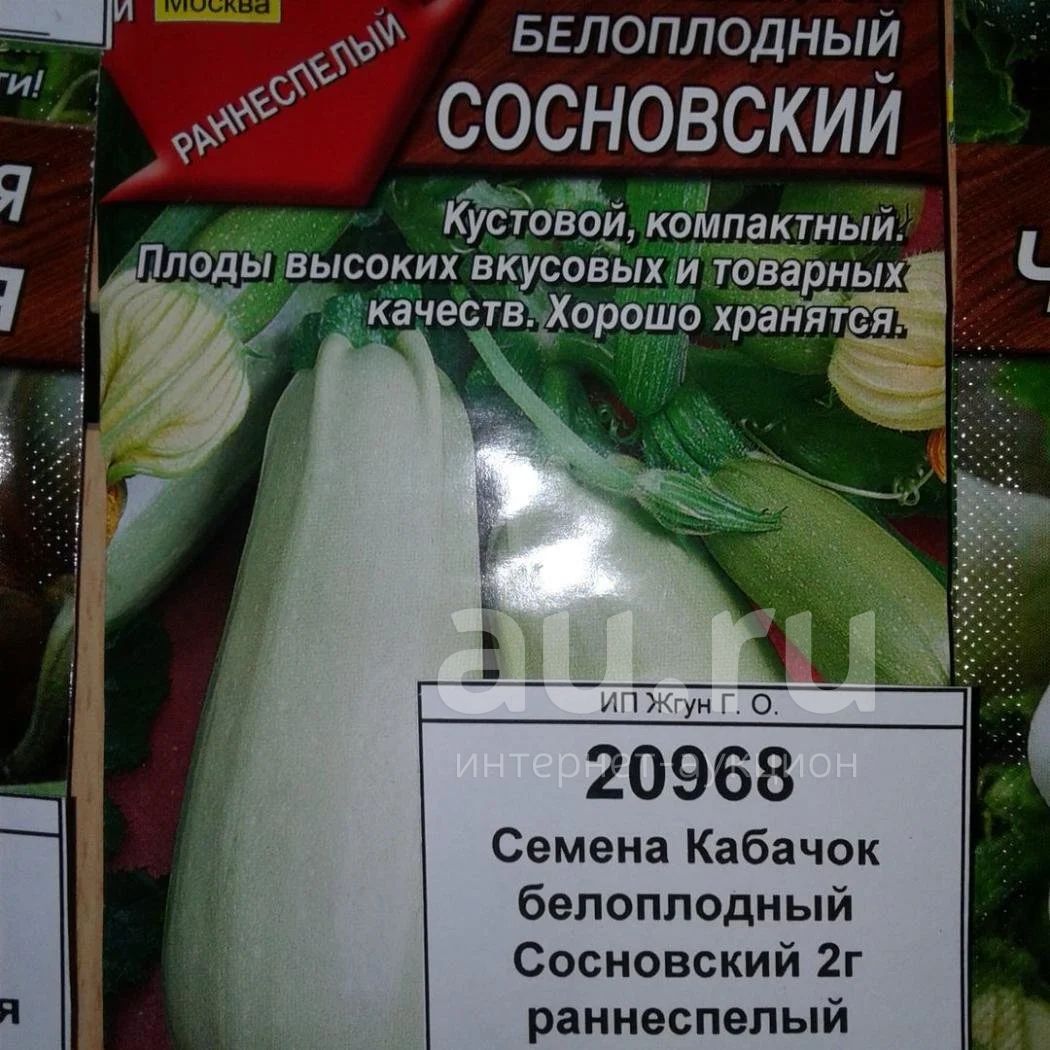 Москва
и
ти!
РАННЕСПЕЛЫЙ
БЕЛОПЛОДНЫЙ
СОСНОВСКИЙ
Я
Я
Ч
Кустовой, компактный.
Плоды высоких вкусовых и товарных
качеств. Хорошо хранятся.
au.ru
интернет-аукцион
ИП Жгун Г. О.
20968
Семена Кабачок
белоплодный
Сосновский 2г
раннеспелый
я